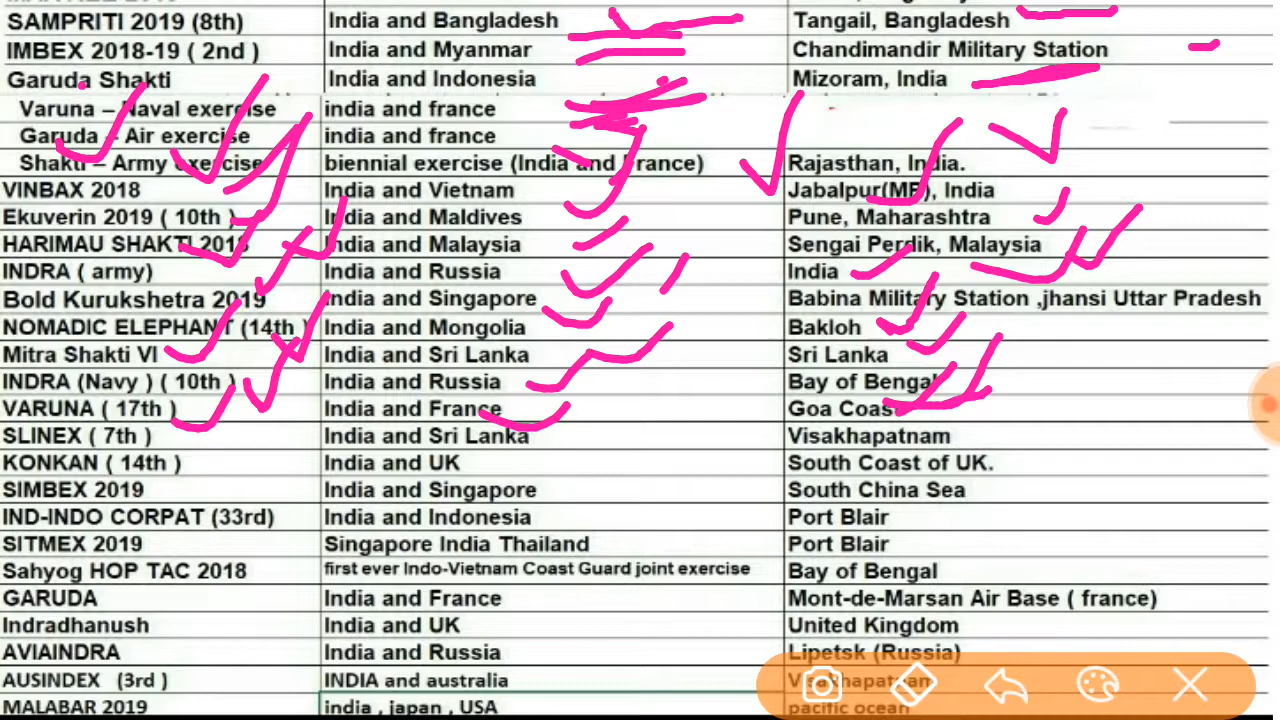 SAMPRITI 2019 (8th) India and Bangladesh Tangail, Bangladesh
IMBEX 2018-19 ( 2nd ) India and Myanmar Chandimandir Military Station
Garuda Shakti India and Indonesia Mizoram, India
Varuna – Naval exercise india and france
Garuda – Air exercise india and france
Shakti – Army exercise biennial exercise (India and France) Rajasthan, India.
VINBAX 2018 India and Vietnam Jabalpur(MP), India
Ekuverin 2019 ( 10th ) India and Maldives Pune, Maharashtra
HARIMAU SHAKTI 2018 India and Malaysia Sengai Perdik, Malaysia
INDRA ( army) India and Russia India
Bold Kurukshetra 2019 India and Singapore Babina Military Station ,jhansi Uttar Pradesh
NOMADIC ELEPHANT (14th ) India and Mongolia Bakloh
Mitra Shakti VI India and Sri Lanka Sri Lanka
INDRA (Navy ) ( 10th ) India and Russia Bay of Bengal
VARUNA ( 17th ) India and France Goa Coast
SLINEX ( 7th ) India and Sri Lanka Visakhapatnam
KONKAN ( 14th ) India and UK South Coast of UK.
SIMBEX 2019 India and Singapore South China Sea
IND-INDO CORPAT (33rd) India and Indonesia Port Blair
SITMEX 2019 Singapore India Thailand Port Blair
Sahyog HOP TAC 2018 first ever Indo-Vietnam Coast Guard joint exercise Bay of Bengal
GARUDA India and France Mont-de-Marsan Air Base ( france)
Indradhanush India and UK United Kingdom
AVIAINDRA India and Russia Lipetsk (Russia)
AUSINDEX (3rd ) INDIA and australia Visakhapatnam
MALABAR 2019 india , japan , USA pacific ocean